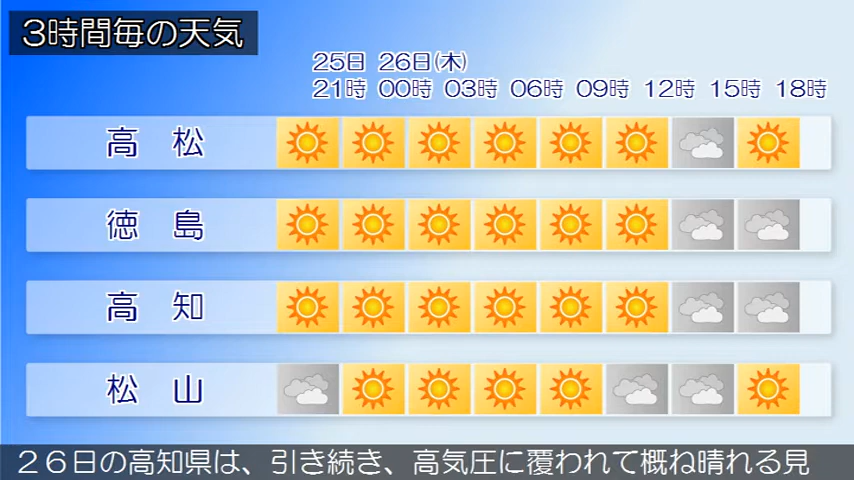 3時間毎の天気
25日 26日(木)
21時 00時 03時 06時 09時 12時 15時 18時
高松
徳島
高知
松山
26日の高知県は、引き続き、高気圧に覆われて概ね晴れる見